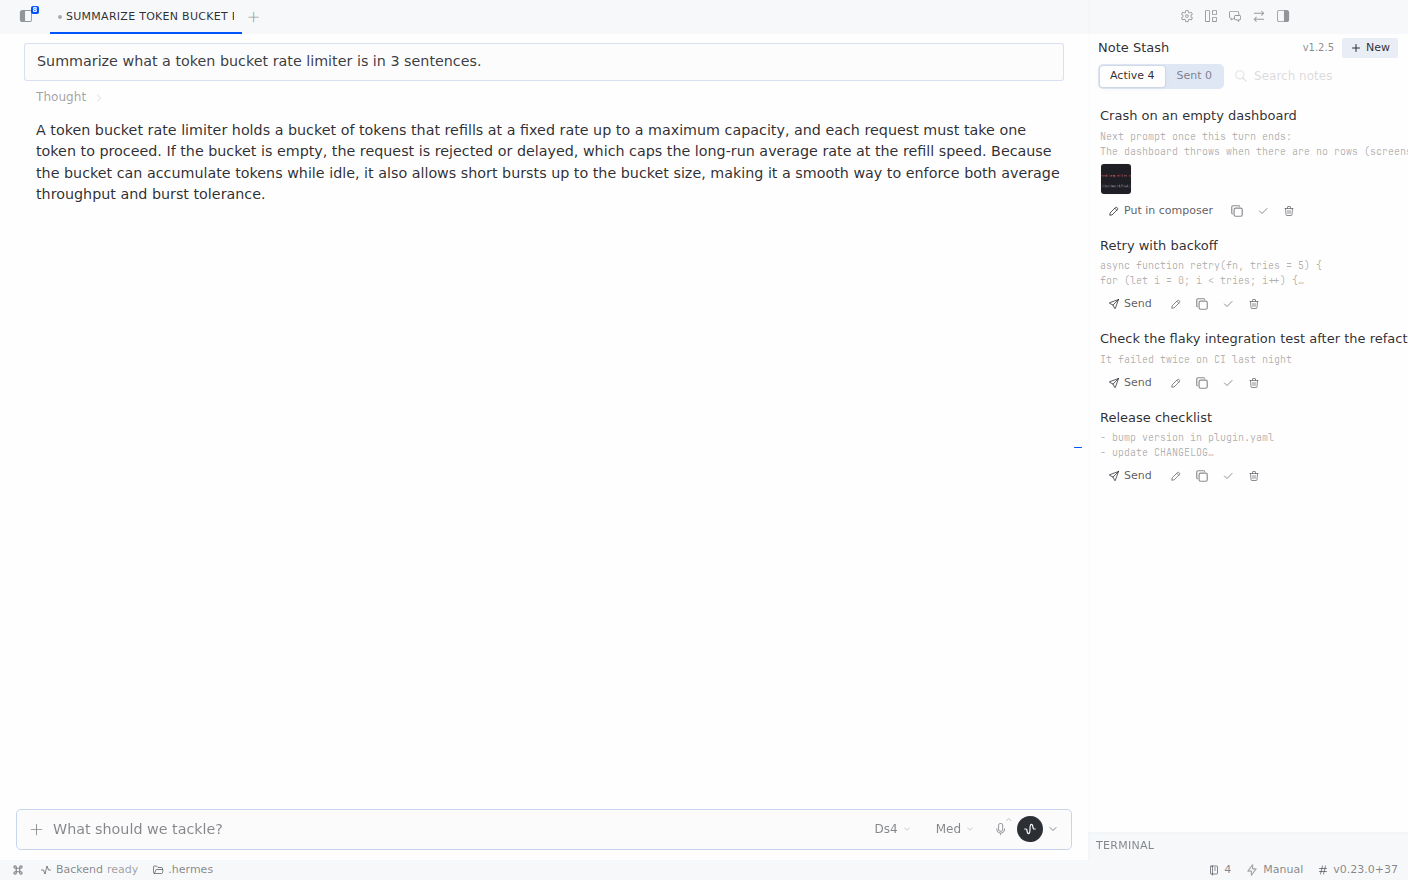 8
SUMMARIZE TOKEN BUCKET
Summarize what a token bucket rate limiter is in 3 sentences.
Thought
A token bucket rate limiter holds a bucket of tokens that refills at a fixed rate up to a maximum capacity, and each request must take one
token to proceed. If the bucket is empty, the request is rejected or delayed, which caps the long-run average rate at the refill speed. Because
the bucket can accumulate tokens while idle, it also allows short bursts up to the bucket size, making it a smooth way to enforce both average
throughput and burst tolerance.
What should we tackle?
Ds4
Med
Note Stash
v1.2.5
New
Active 4
Sent 0
Search notes
Crash on an empty dashboard
Next prompt once this turn ends:
The dashboard throws when there are no rows (screens
Put in composer
Retry with backoff
async function retry(fn, tries = 5) {
for (let i = 0; i < tries; i++) {…
Send
Check the flaky integration test after the refact
It failed twice on CI last night
Send
Release checklist
- bump version in plugin.yaml
- update CHANGELOG…
Send
TERMINAL
Backend ready
.hermes
4
Manual
v0.23.0+37